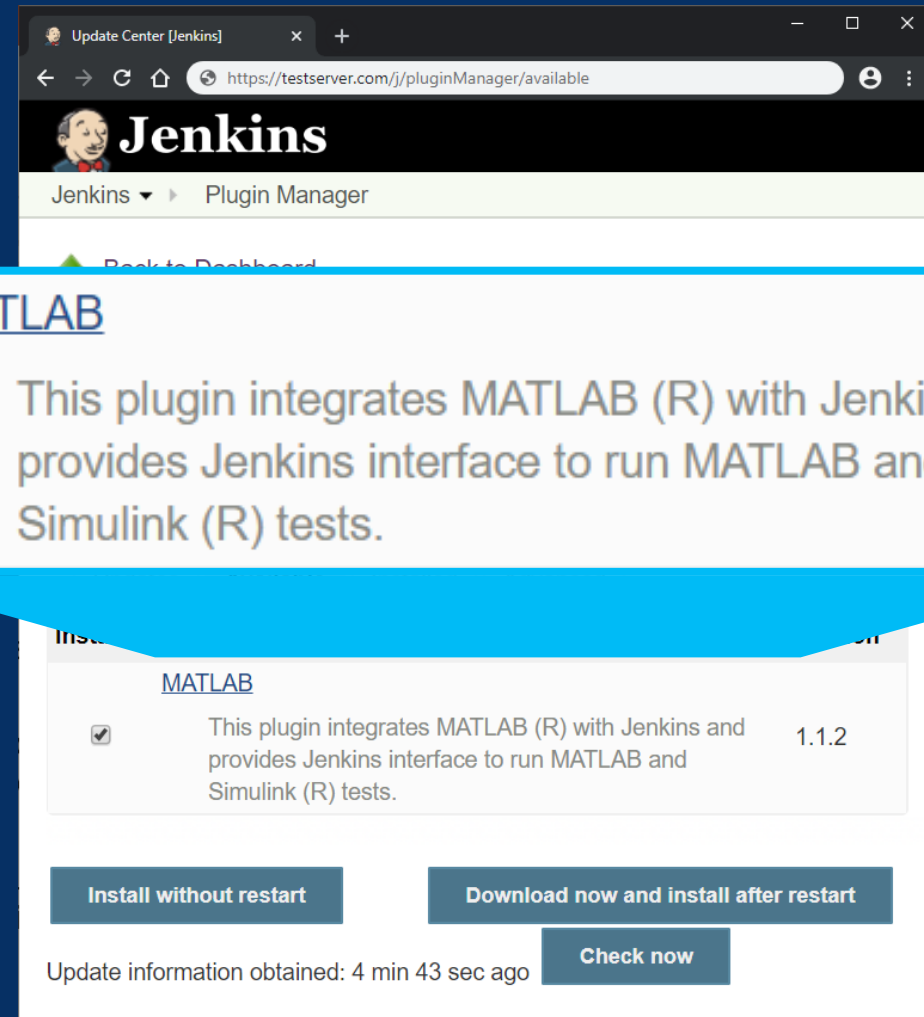 Update Center [Jenkins]
https://testserver.com/j/pluginManager/available
Jenkins
Jenkins Plugin Manager
Back to Dashboard
TLAB
This plugin integrates MATLAB (R) with Jenki
provides Jenkins interface to run MATLAB an
Simulink (R) tests.
MATLAB
This plugin integrates MATLAB (R) with Jenkins and
provides Jenkins interface to run MATLAB and
Simulink (R) tests.
1.1.2
Install without restart
Download now and install after restart
Update information obtained: 4 min 43 sec ago
Check now